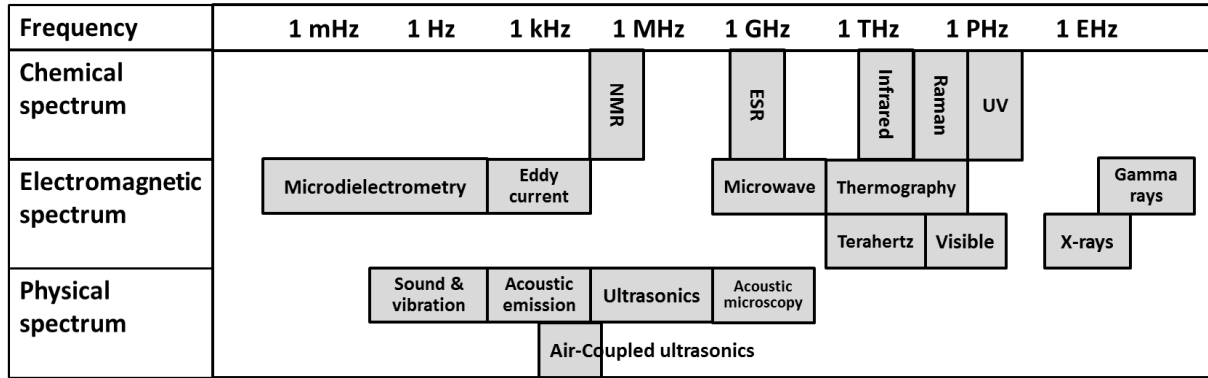 Frequency 1 mHz 1 Hz 1 kHz 1 MHz 1 GHz 1 THz 1 PHz 1 EHz
Chemical
spectrum
NMR
ESR
Infrared
Raman
UV
Electromagnetic
spectrum
Microdielectrometry
Eddy
current
Microwave
Thermography
Gamma
rays
Terahertz
Visible
X-rays
Physical
spectrum
Sound &
vibration
Acoustic
emission
Ultrasonics
Acoustic
microscopy
Air-Coupled ultrasonics